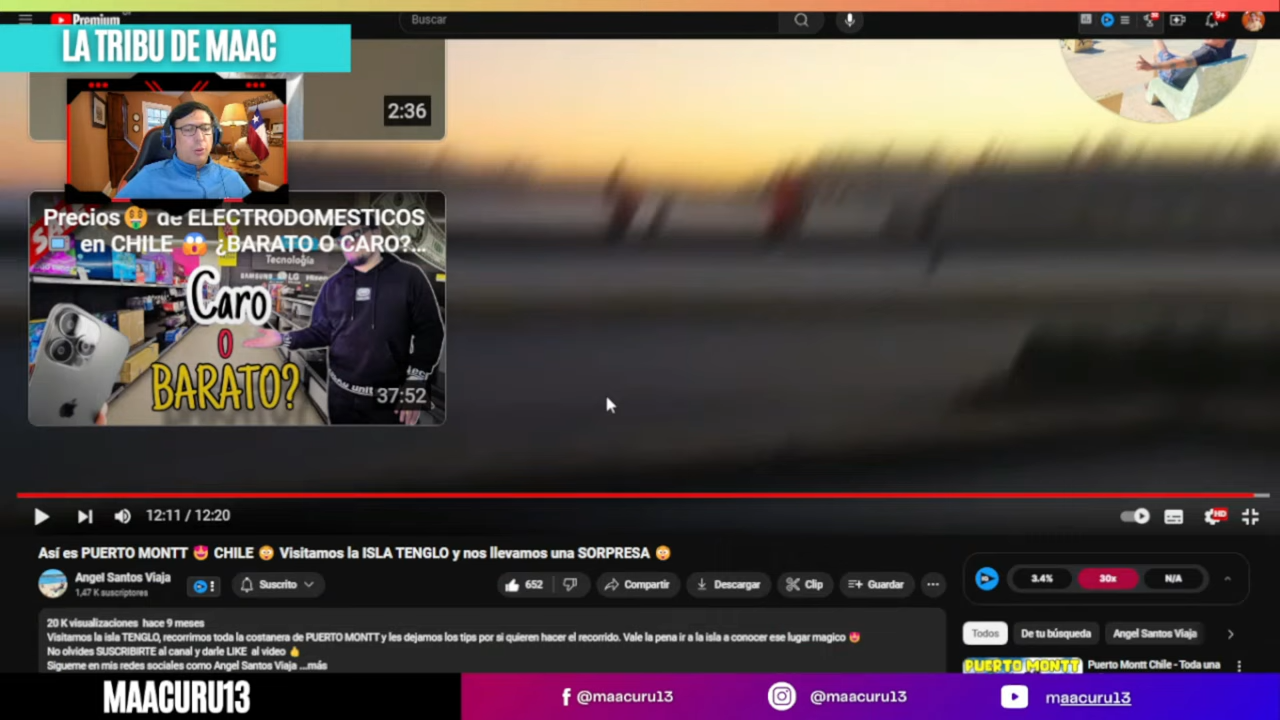 Premium
Buscar
9+
LA TRIBU DE MAAC
2:36
Precios🤑 de ELECTRODOMESTICOS
💻 en CHILE 😱 ¿BARATO O CARO?...
Tecnología
SAMSUNG LG
Caro
O
BARATO?
37:52
12:11 / 12:20
HD
Así es PUERTO MONTT 😍 CHILE 😳 Visitamos la ISLA TENGLO y nos llevamos una SORPRESA 😳
Angel Santos Viaja
1,47 K suscriptores
Suscrito
652
Compartir
Descargar
Clip
Guardar
3.4%
30x
N/A
20 K visualizaciones hace 9 meses
Visitamos la isla TENGLO, recorrimos toda la costanera de PUERTO MONTT y les dejamos los tips por si quieren hacer el recorrido. Vale la pena ir a la isla a conocer ese lugar magico 😍
No olvides SUSCRIBIRTE al canal y darle LIKE al video 👍
Sigueme en mis redes sociales como Angel Santos Viaja ...más
Todos
De tu búsqueda
Angel Santos Viaja
PUERTO MONTT
Puerto Montt Chile - Toda una
MAACURU13
@maacuru13
@maacuru13
maacuru13